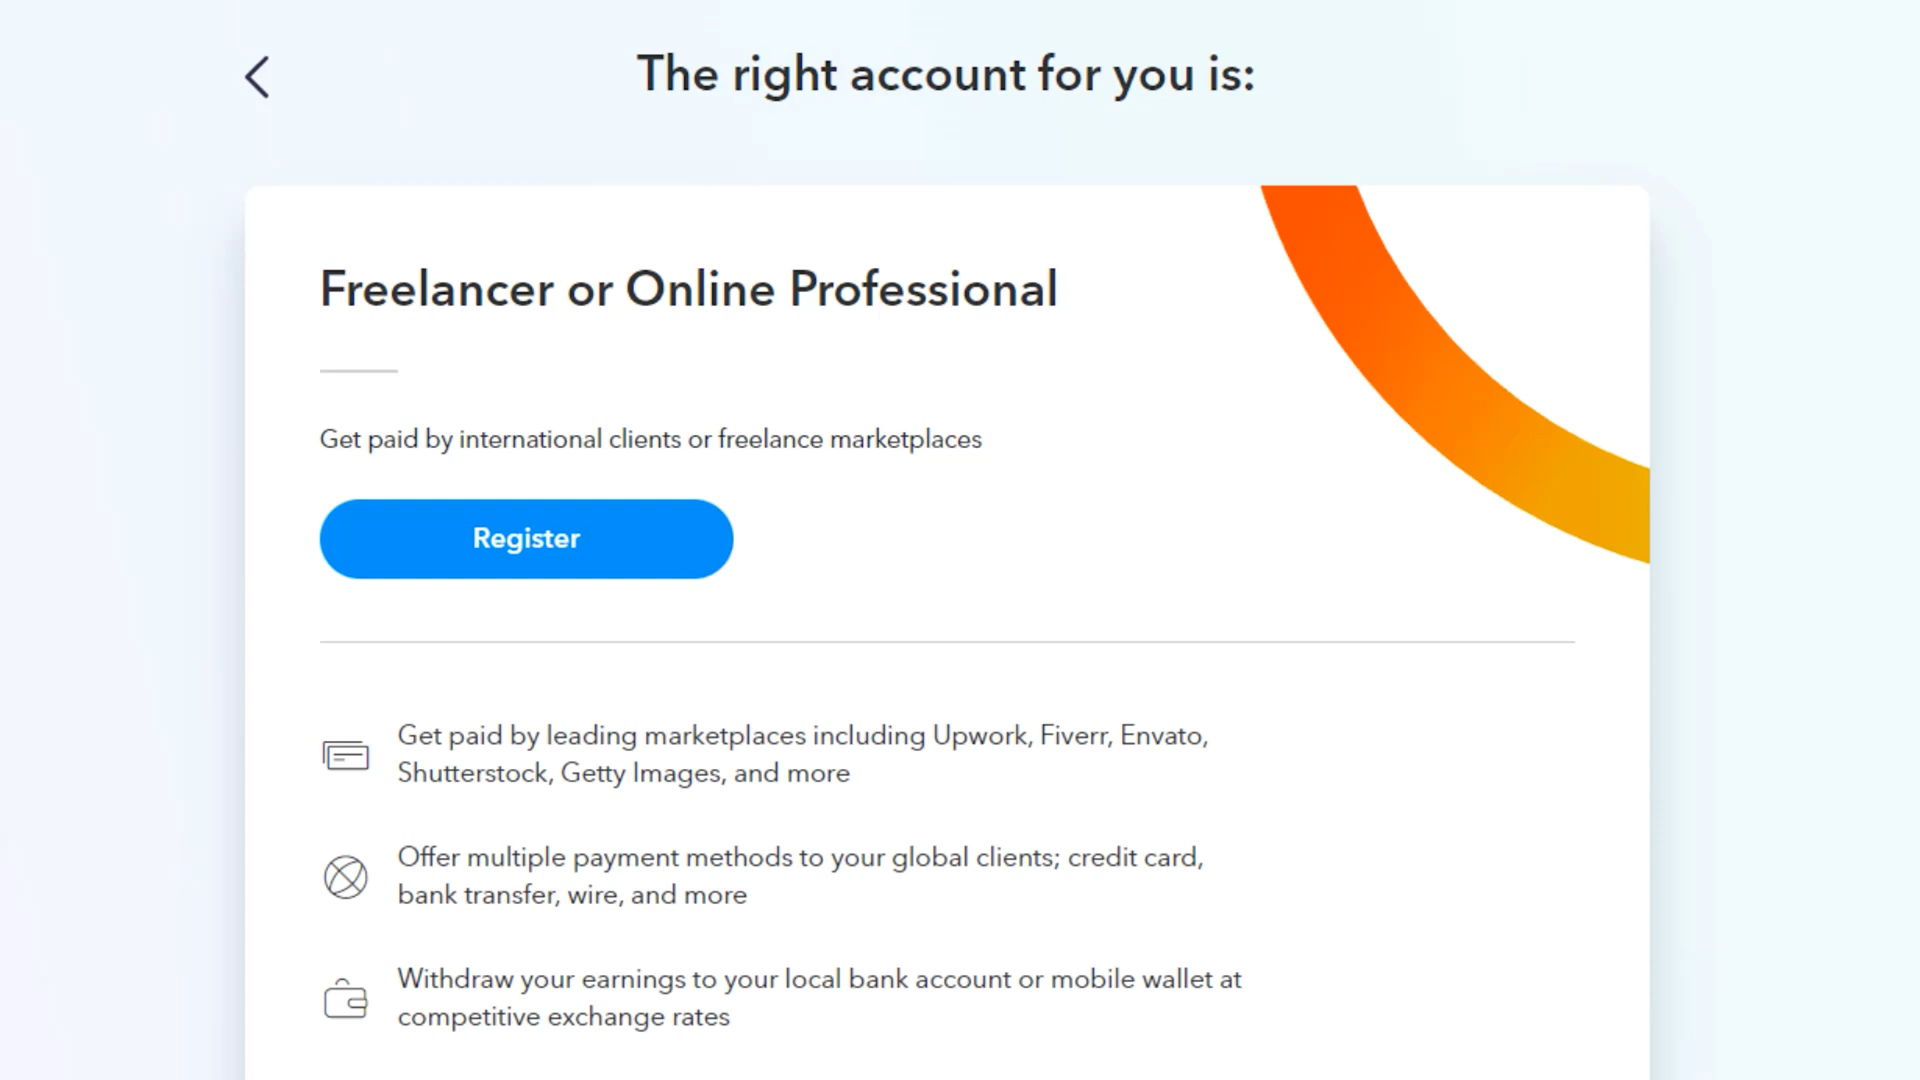 The right account for you is:
Freelancer or Online Professional
Get paid by international clients or freelance marketplaces
Register
Get paid by leading marketplaces including Upwork, Fiverr, Envato,
Shutterstock, Getty Images, and more
Offer multiple payment methods to your global clients; credit card,
bank transfer, wire, and more
Withdraw your earnings to your local bank account or mobile wallet at
competitive exchange rates